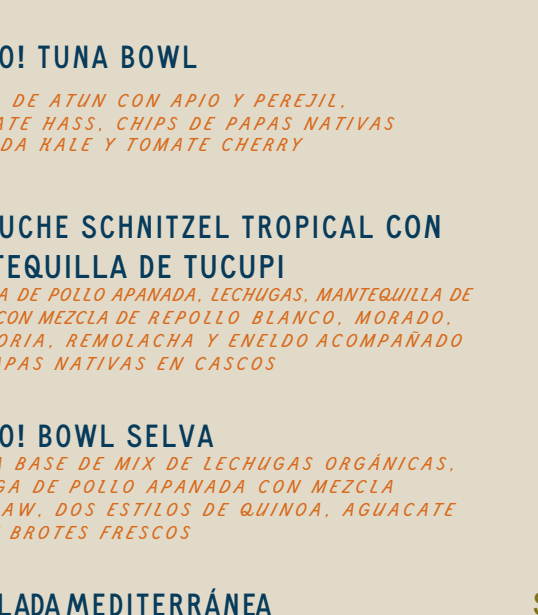 O! TUNA BOWL
DE ATUN CON APIO Y PEREJIL,
ATE HASS, CHIPS DE PAPAS NATIVAS
DA KALE Y TOMATE CHERRY
UCHE SCHNITZEL TROPICAL CON
TEQUILLA DE TUCUPI
A DE POLLO APANADA, LECHUGAS, MANTEQUILLA DE
CON MEZCLA DE REPOLLO BLANCO, MORADO,
ORIA, REMOLACHA Y ENELDO ACOMPAÑADO
APAS NATIVAS EN CASCOS
O! BOWL SELVA
A BASE DE MIX DE LECHUGAS ORGÁNICAS,
GA DE POLLO APANADA CON MEZCLA
AW, DOS ESTILOS DE QUINOA, AGUACATE
BROTES FRESCOS
LADA MEDITERRÁNEA